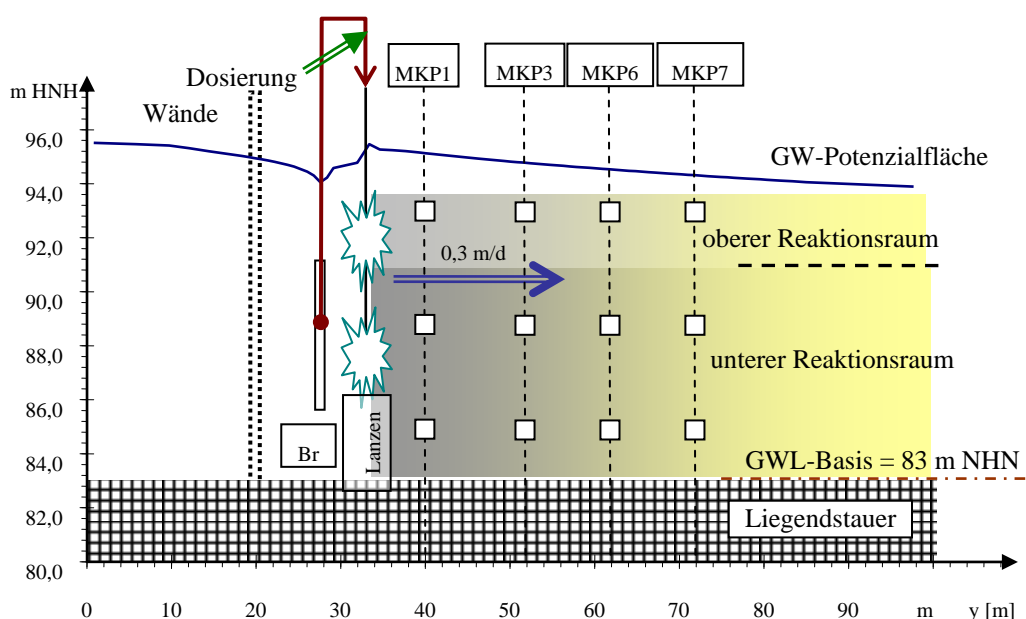 MKP1
MKP3
MKP6
MKP7
Dosierung
m HNH
Wände
96,0
GW-Potenzialfläche
94,0
92,0
oberer Reaktionsraum
0,3 m/d
90,0
88,0
unterer Reaktionsraum
86,0
Br
Lanzen
84,0
GWL-Basis = 83 m NHN
82,0
Liegendstauer
80,0
0 10 20 30 40 50 60 70 80 90 m y [m]